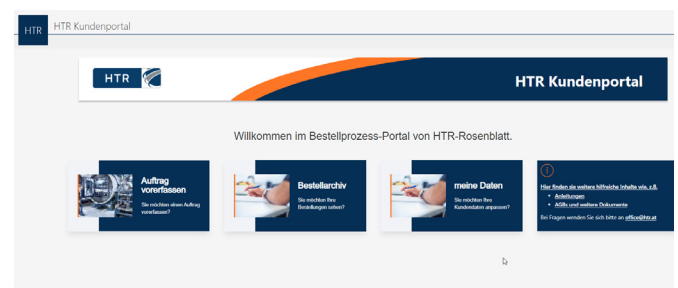 HTR
HTR Kundenportal
HTR
HTR Kundenportal
Willkommen im Bestellprozess-Portal von HTR-Rosenblatt.
Auftrag
vorerfassen
Sie möchten einen Auftrag
vorerfassen?
Bestellarchiv
Sie möchten Ihre
Bestellungen sehen?
meine Daten
Sie möchten Ihre
Kundendaten anpassen?
Hier finden sie weitere hilfreiche Inhalte wie, z.B.
• Anleitungen
• AGBs und weitere Dokumente
Bei Fragen wenden Sie sich bitte an office@htr.at